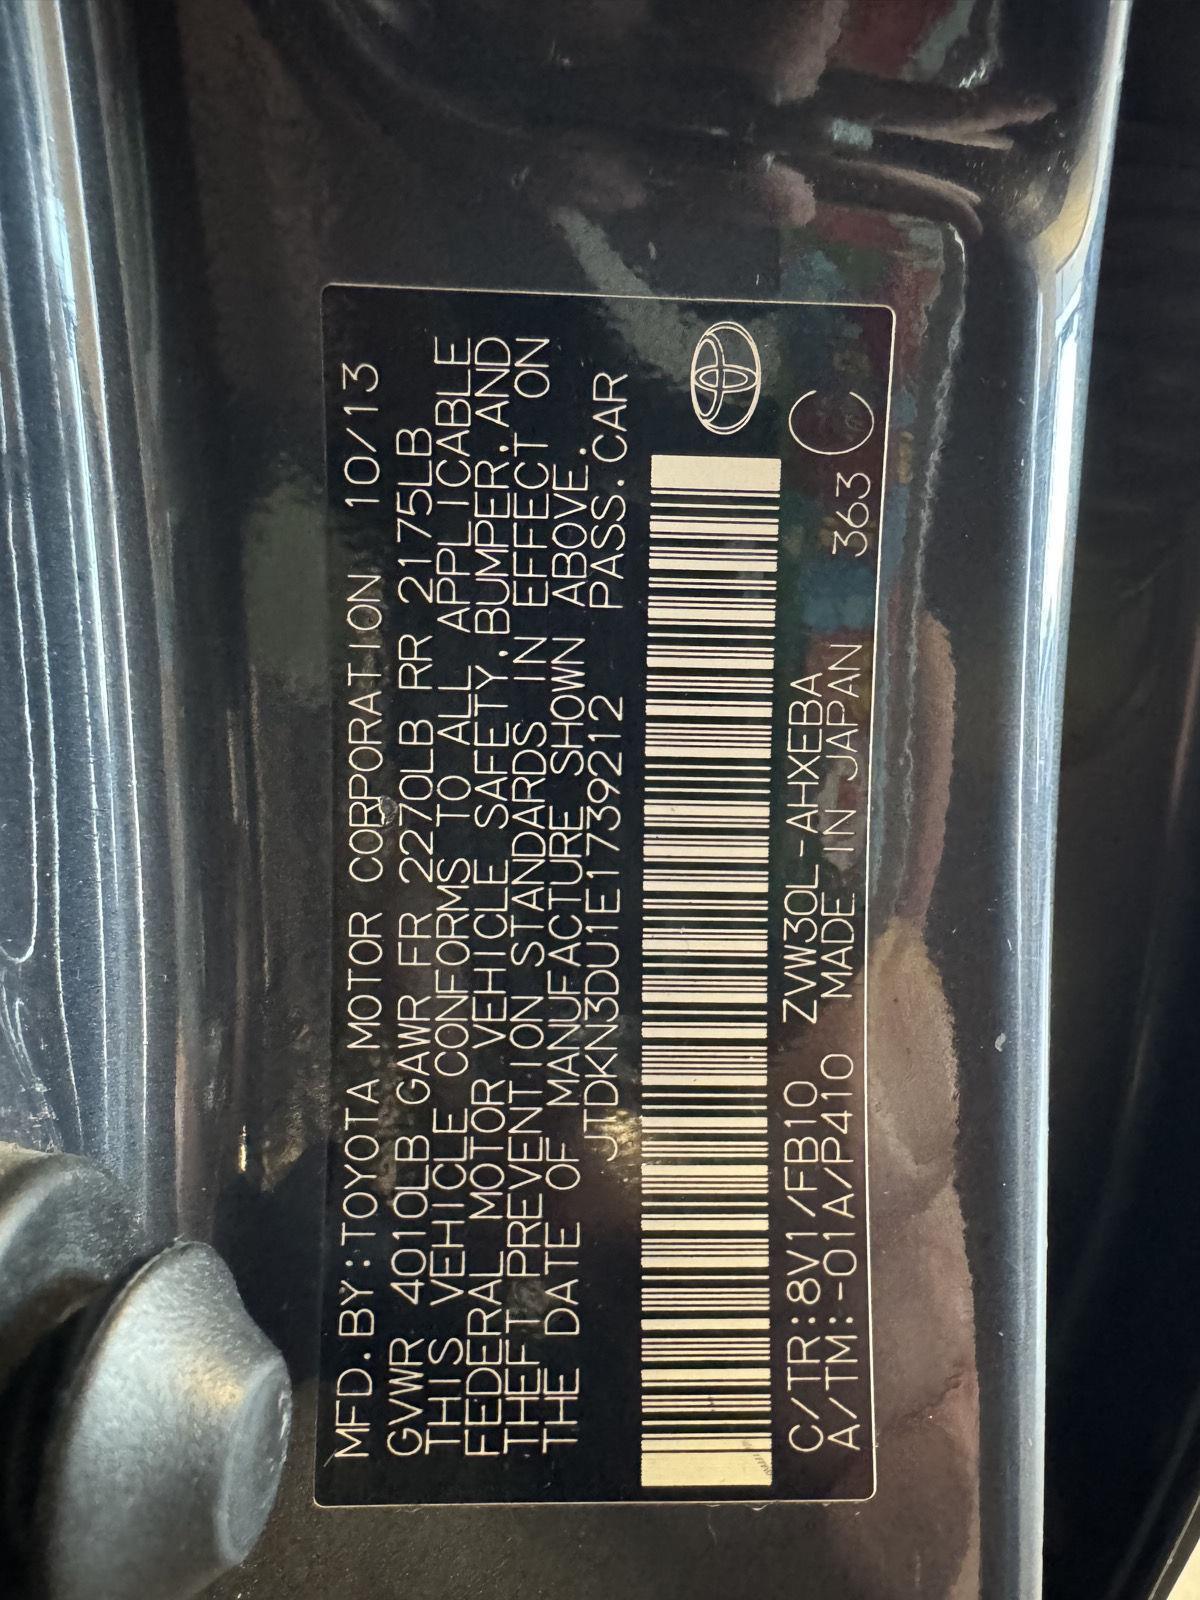 MFD.BY:TOYOTA MOTOR CORPORATION 10/13
GVWR 4010LB GAWR FR 2270LB RR 2175LB
THIS VEHICLE CONFORMS TO ALL APPLICABLE
FEDERAL MOTOR VEHICLE SAFETY,BUMPER,AND
THEFT PREVENTION STANDARDS IN EFFECT ON
THE DATE OF MANUFACTURE SHOWN ABOVE.
JTDKN3DU1E1739212 PASS.CAR
C/TR:8V1/FB10 ZVW30L-AHXEBA
A/TM:-01A/P410 MADE IN JAPAN 363 C